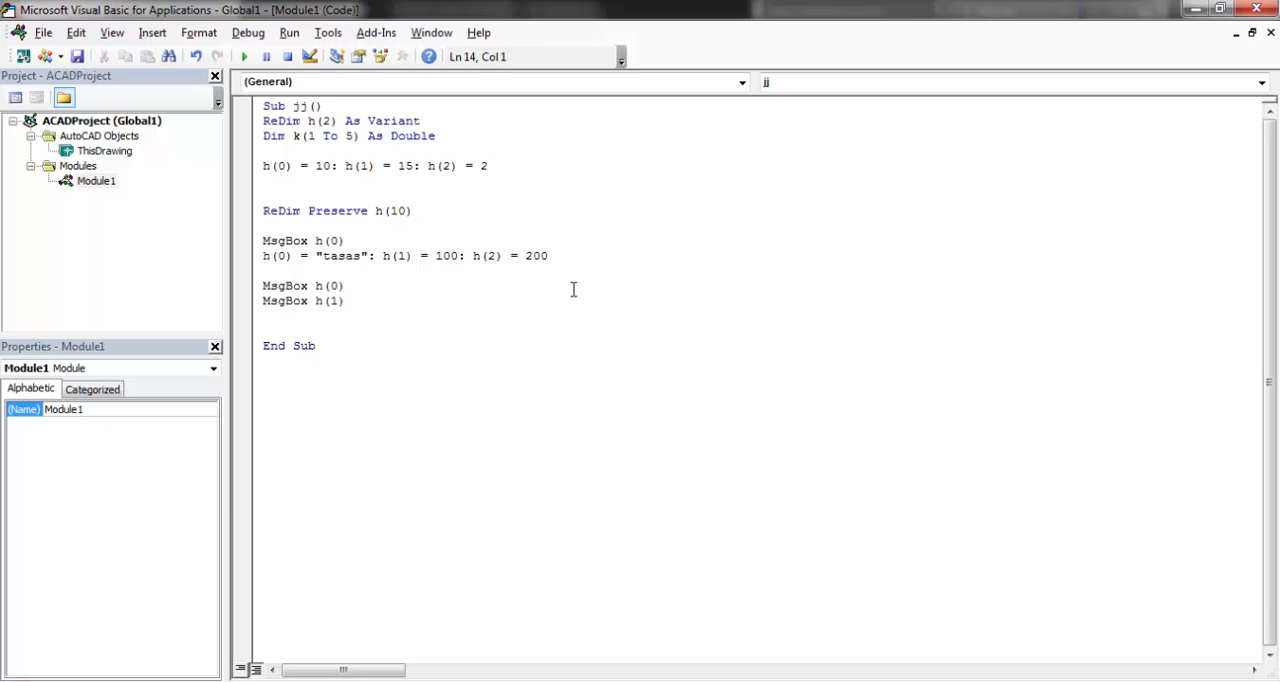 Microsoft Visual Basic for Applications - Global1 - [Module1 (Code)]
File Edit View Insert Format Debug Run Tools Add-Ins Window Help
Ln 14, Col 1
Project - ACADProject
(General) jj
ACADProject (Global1)
AutoCAD Objects
ThisDrawing
Modules
Module1
Sub jj()
ReDim h(2) As Variant
Dim k(1 To 5) As Double
h(0) = 10: h(1) = 15: h(2) = 2
ReDim Preserve h(10)
MsgBox h(0)
h(0) = "tasas": h(1) = 100: h(2) = 200
MsgBox h(0)
MsgBox h(1)
End Sub
Properties - Module1
Module1 Module
Alphabetic Categorized
(Name) Module1